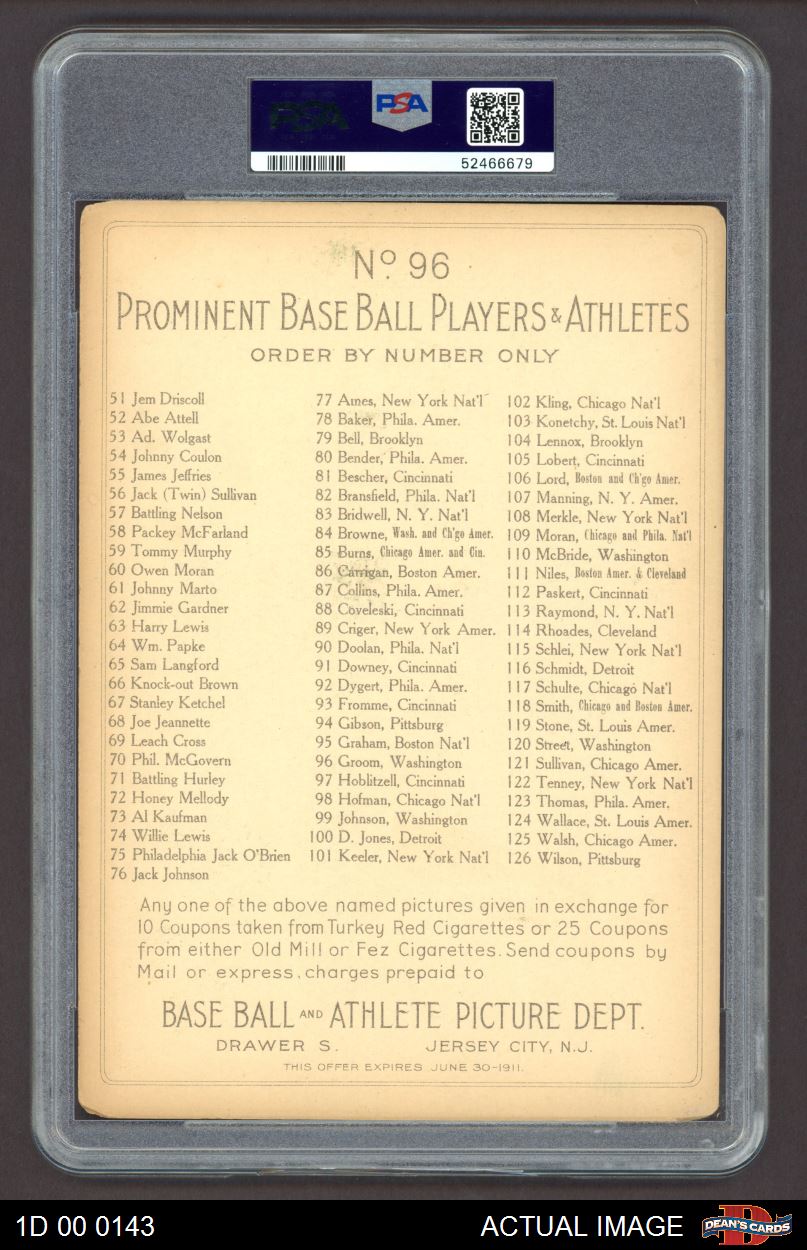 PSA
PSA
52466679
Nº 96
PROMINENT BASE BALL PLAYERS & ATHLETES
ORDER BY NUMBER ONLY
51 Jem Driscoll
52 Abe Attell
53 Ad. Wolgast
54 Johnny Coulon
55 James Jeffries
56 Jack (Twin) Sullivan
57 Battling Nelson
58 Packey McFarland
59 Tommy Murphy
60 Owen Moran
61 Johnny Marto
62 Jimmie Gardner
63 Harry Lewis
64 Wm. Papke
65 Sam Langford
66 Knock-out Brown
67 Stanley Ketchel
68 Joe Jeannette
69 Leach Cross
70 Phil. McGovern
71 Battling Hurley
72 Honey Mellody
73 Al Kaufman
74 Willie Lewis
75 Philadelphia Jack O'Brien
76 Jack Johnson
77 Ames, New York Nat'l
78 Baker, Phila. Amer.
79 Bell, Brooklyn
80 Bender, Phila. Amer.
81 Bescher, Cincinnati
82 Bransfield, Phila. Nat'l
83 Bridwell, N. Y. Nat'l
84 Browne, Wash. and Ch'go Amer.
85 Burns, Chicago Amer. and Cin.
86 Carrigan, Boston Amer.
87 Collins, Phila. Amer.
88 Coveleski, Cincinnati
89 Criger, New York Amer.
90 Doolan, Phila. Nat'l
91 Downey, Cincinnati
92 Dygert, Phila. Amer.
93 Fromme, Cincinnati
94 Gibson, Pittsburg
95 Graham, Boston Nat'l
96 Groom, Washington
97 Hoblitzell, Cincinnati
98 Hofman, Chicago Nat'l
99 Johnson, Washington
100 D. Jones, Detroit
101 Keeler, New York Nat'l
102 Kling, Chicago Nat'l
103 Konetchy, St. Louis Nat'l
104 Lennox, Brooklyn
105 Lobert, Cincinnati
106 Lord, Boston and Ch'go Amer.
107 Manning, N. Y. Amer.
108 Merkle, New York Nat'l
109 Moran, Chicago and Phila. Nat'l
110 McBride, Washington
111 Niles, Boston Amer. & Cleveland
112 Paskert, Cincinnati
113 Raymond, N. Y. Nat'l
114 Rhoades, Cleveland
115 Schlei, New York Nat'l
116 Schmidt, Detroit
117 Schulte, Chicago Nat'l
118 Smith, Chicago and Boston Amer.
119 Stone, St. Louis Amer.
120 Street, Washington
121 Sullivan, Chicago Amer.
122 Tenney, New York Nat'l
123 Thomas, Phila. Amer.
124 Wallace, St. Louis Amer.
125 Walsh, Chicago Amer.
126 Wilson, Pittsburg
Any one of the above named pictures given in exchange for
10 Coupons taken from Turkey Red Cigarettes or 25 Coupons
from either Old Mill or Fez Cigarettes. Send coupons by
Mail or express, charges prepaid to
BASE BALL AND ATHLETE PICTURE DEPT.
DRAWER S. JERSEY CITY, N.J.
THIS OFFER EXPIRES JUNE 30-1911.
1D 00 0143
ACTUAL IMAGE
DEAN'S CARDS